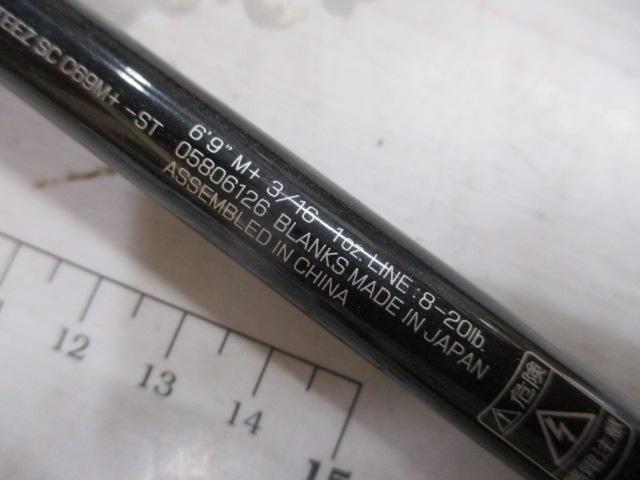 TEEZ SC C69M+ -ST
6'9" M+ 3/16-1oz. LINE:8-20lb.
05806126 BLANKS MADE IN JAPAN
ASSEMBLED IN CHINA
危険
12
13
14
15